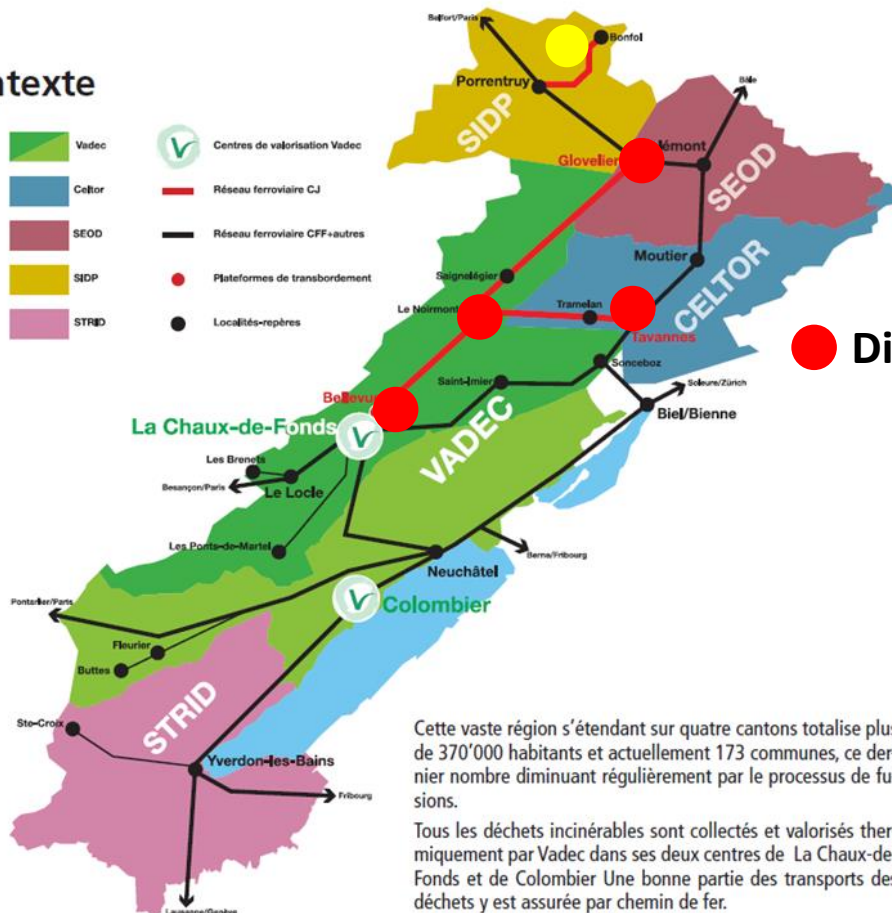 ntexte
Vadec
Celtor
SEOD
SIDP
STRID
Centres de valorisation Vadec
Réseau ferroviaire CJ
Réseau ferroviaire CFF+autres
Plateformes de transbordement
Localités-repères
Belfort/Paris
Bonfol
Porrentruy
SIDP
Bâle
Glovelier
lémont
SEOD
Moutier
Saignelégier
CELTOR
Le Noirmont
Tramelan
Tavannes
Di
Sonceboz
Saint-Imier
Soleure/Zürich
Bellevue
Biel/Bienne
La Chaux-de-Fonds
VADEC
Les Brenets
Besançon/Paris
Le Locle
Les Ponts-de-Martel
Berne/Fribourg
Neuchâtel
Pontarlier/Paris
Colombier
Fleurier
Buttes
STRID
Ste-Croix
Yverdon-les-Bains
Fribourg
Lausanne/Genève
Cette vaste région s'étendant sur quatre cantons totalise plus
de 370'000 habitants et actuellement 173 communes, ce der
nier nombre diminuant régulièrement par le processus de fu
sions.
Tous les déchets incinérables sont collectés et valorisés ther
miquement par Vadec dans ses deux centres de La Chaux-de
Fonds et de Colombier Une bonne partie des transports des
déchets y est assurée par chemin de fer.